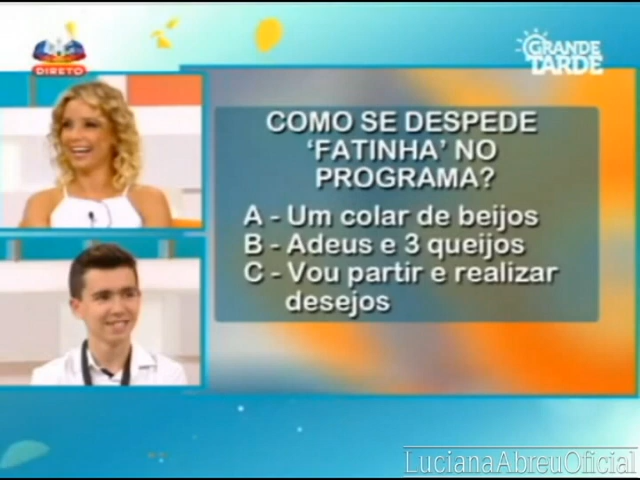 SIC
DIRETO
GRANDE
TARDE
COMO SE DESPEDE
‘FATINHA’ NO
PROGRAMA?
A - Um colar de beijos
B - Adeus e 3 queijos
C - Vou partir e realizar
desejos
LucianaAbreuOficial